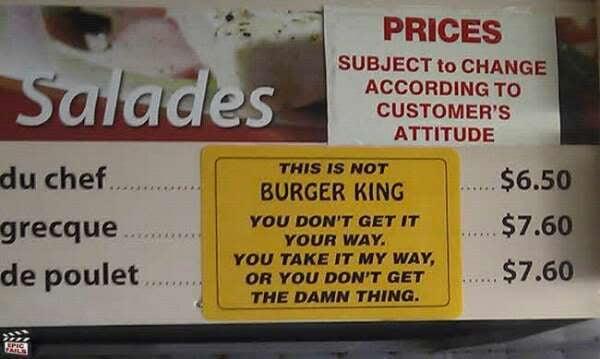 Salades
PRICES
SUBJECT to CHANGE
ACCORDING TO
CUSTOMER'S
ATTITUDE
du chef.................. ..... $6.50
grecque ................ ..... $7.60
de poulet ............. ..... $7.60
THIS IS NOT
BURGER KING
YOU DON'T GET IT
YOUR WAY.
YOU TAKE IT MY WAY,
OR YOU DON'T GET
THE DAMN THING.
EPIC
FAILS